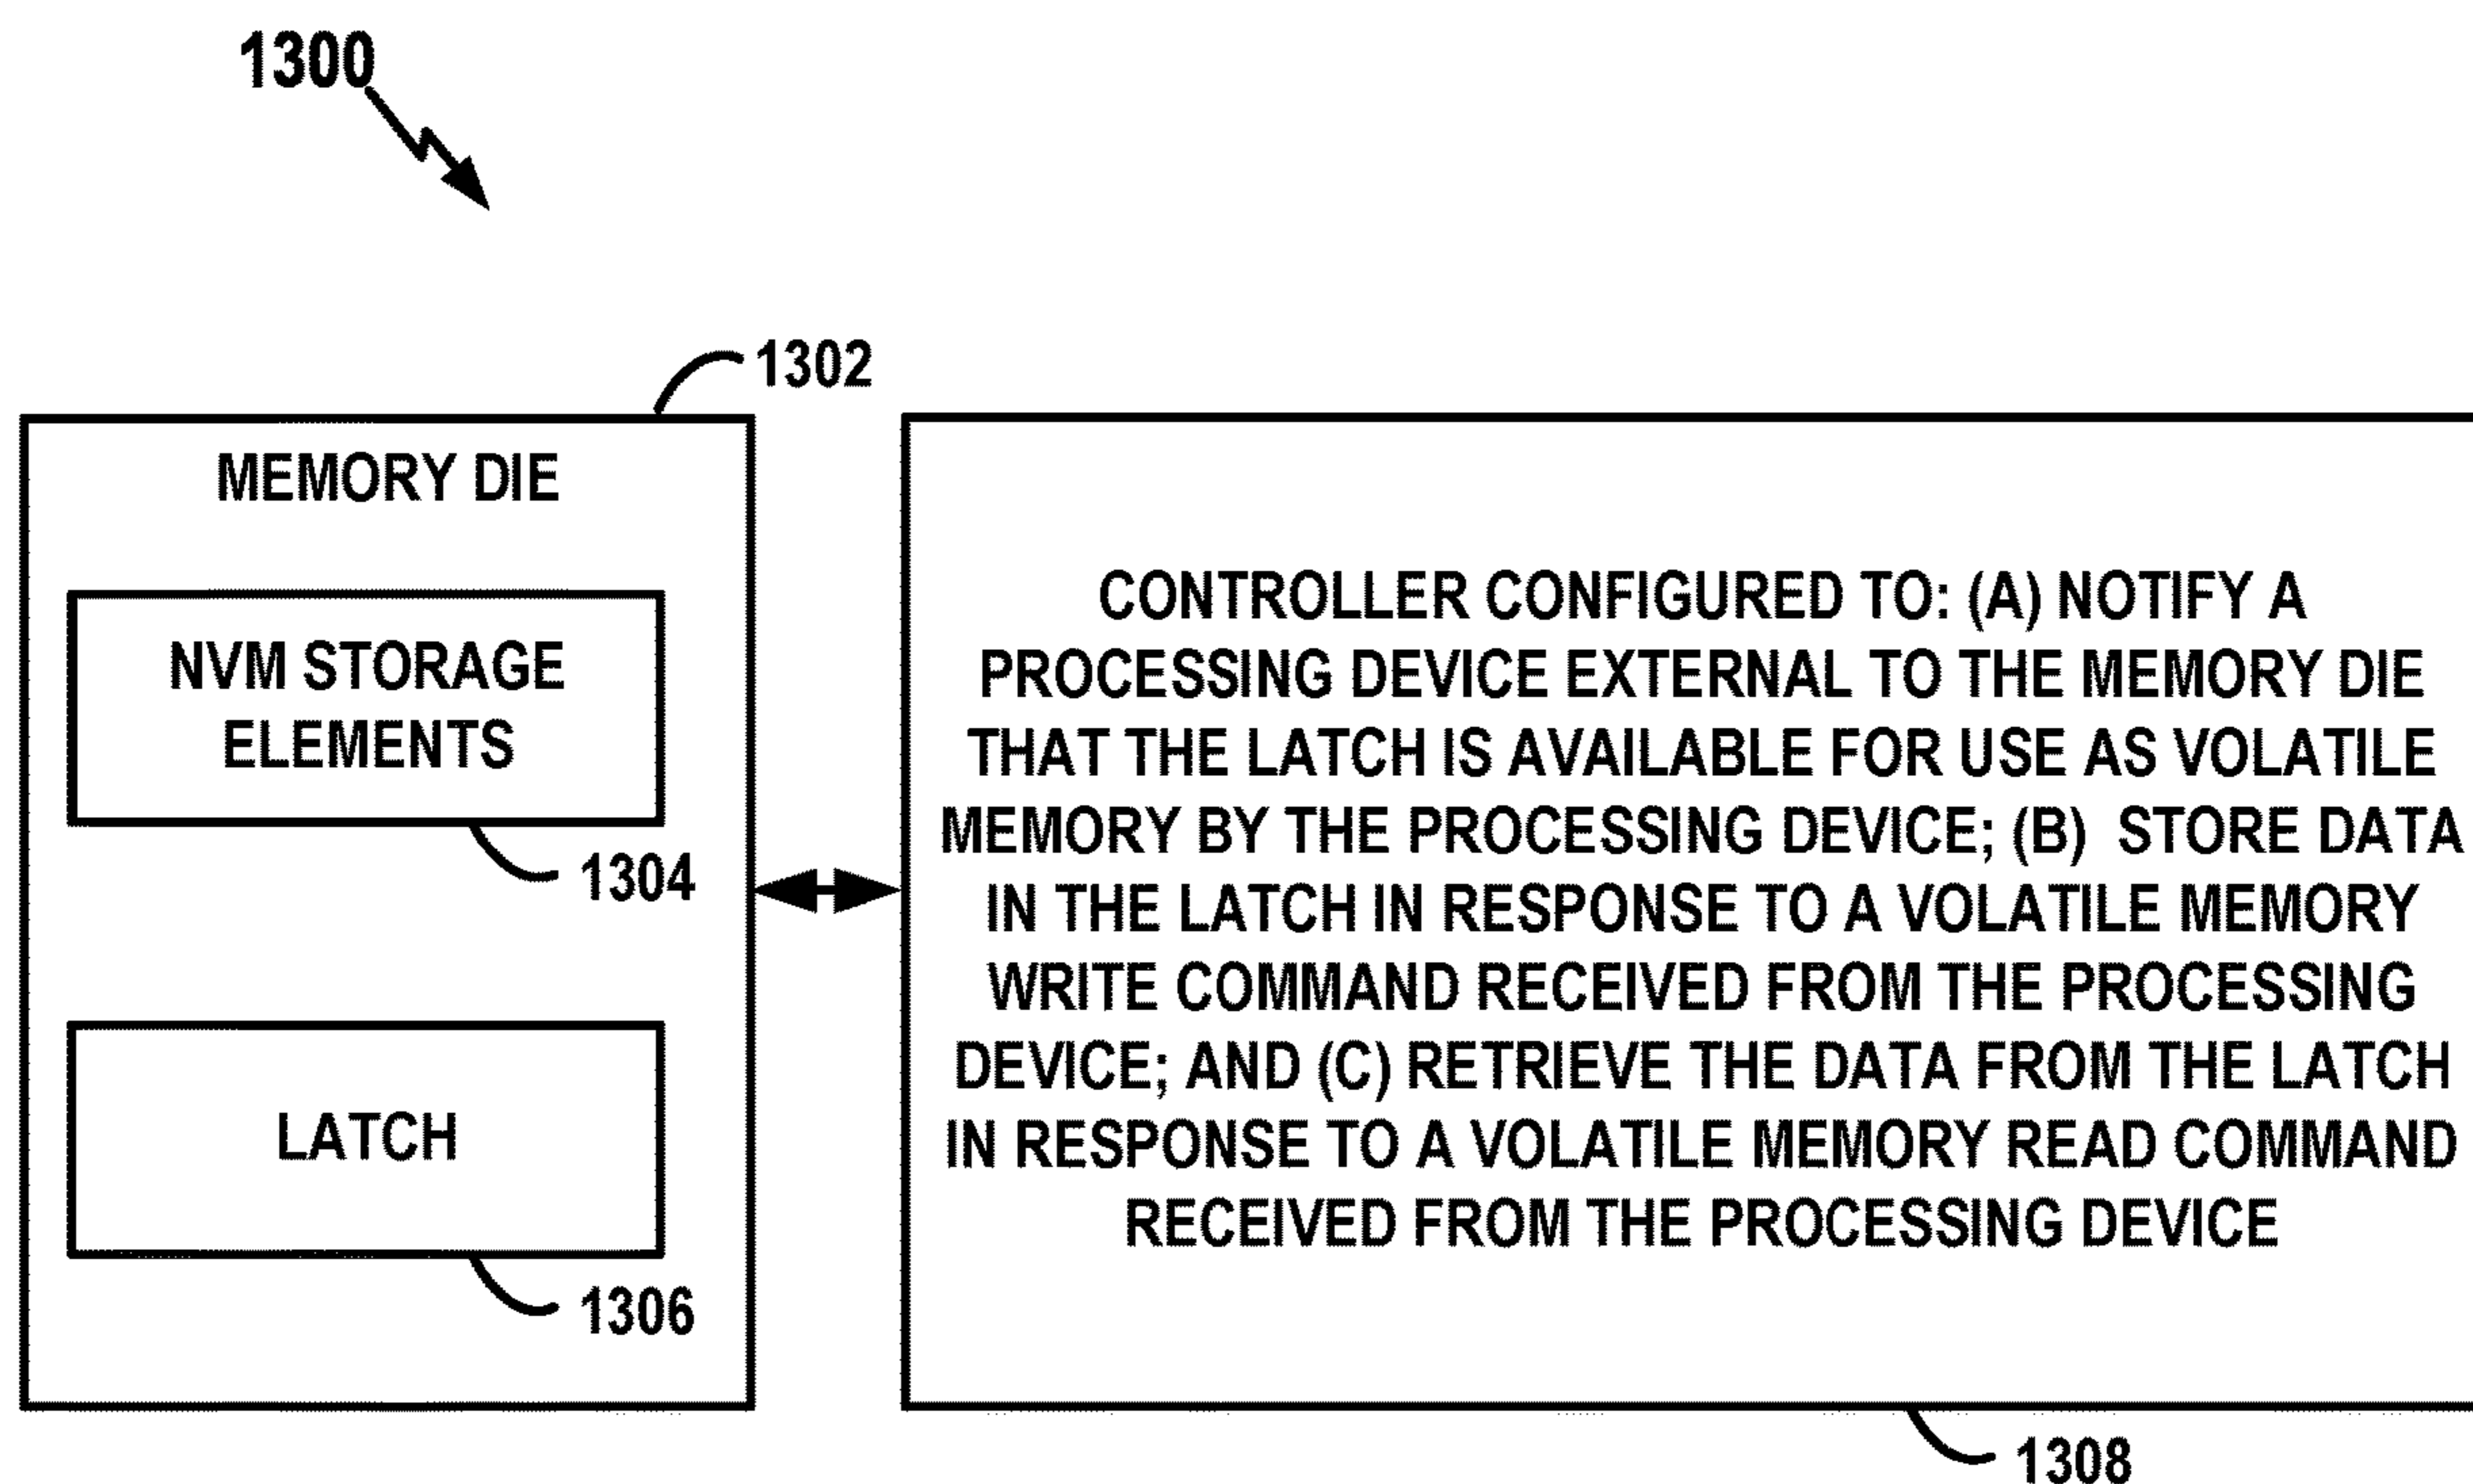 1300
1302
MEMORY DIE
NVM STORAGE
ELEMENTS
1304
LATCH
1306
CONTROLLER CONFIGURED TO: (A) NOTIFY A
PROCESSING DEVICE EXTERNAL TO THE MEMORY DIE
THAT THE LATCH IS AVAILABLE FOR USE AS VOLATILE
MEMORY BY THE PROCESSING DEVICE; (B) STORE DATA
IN THE LATCH IN RESPONSE TO A VOLATILE MEMORY
WRITE COMMAND RECEIVED FROM THE PROCESSING
DEVICE; AND (C) RETRIEVE THE DATA FROM THE LATCH
IN RESPONSE TO A VOLATILE MEMORY READ COMMAND
RECEIVED FROM THE PROCESSING DEVICE
1308